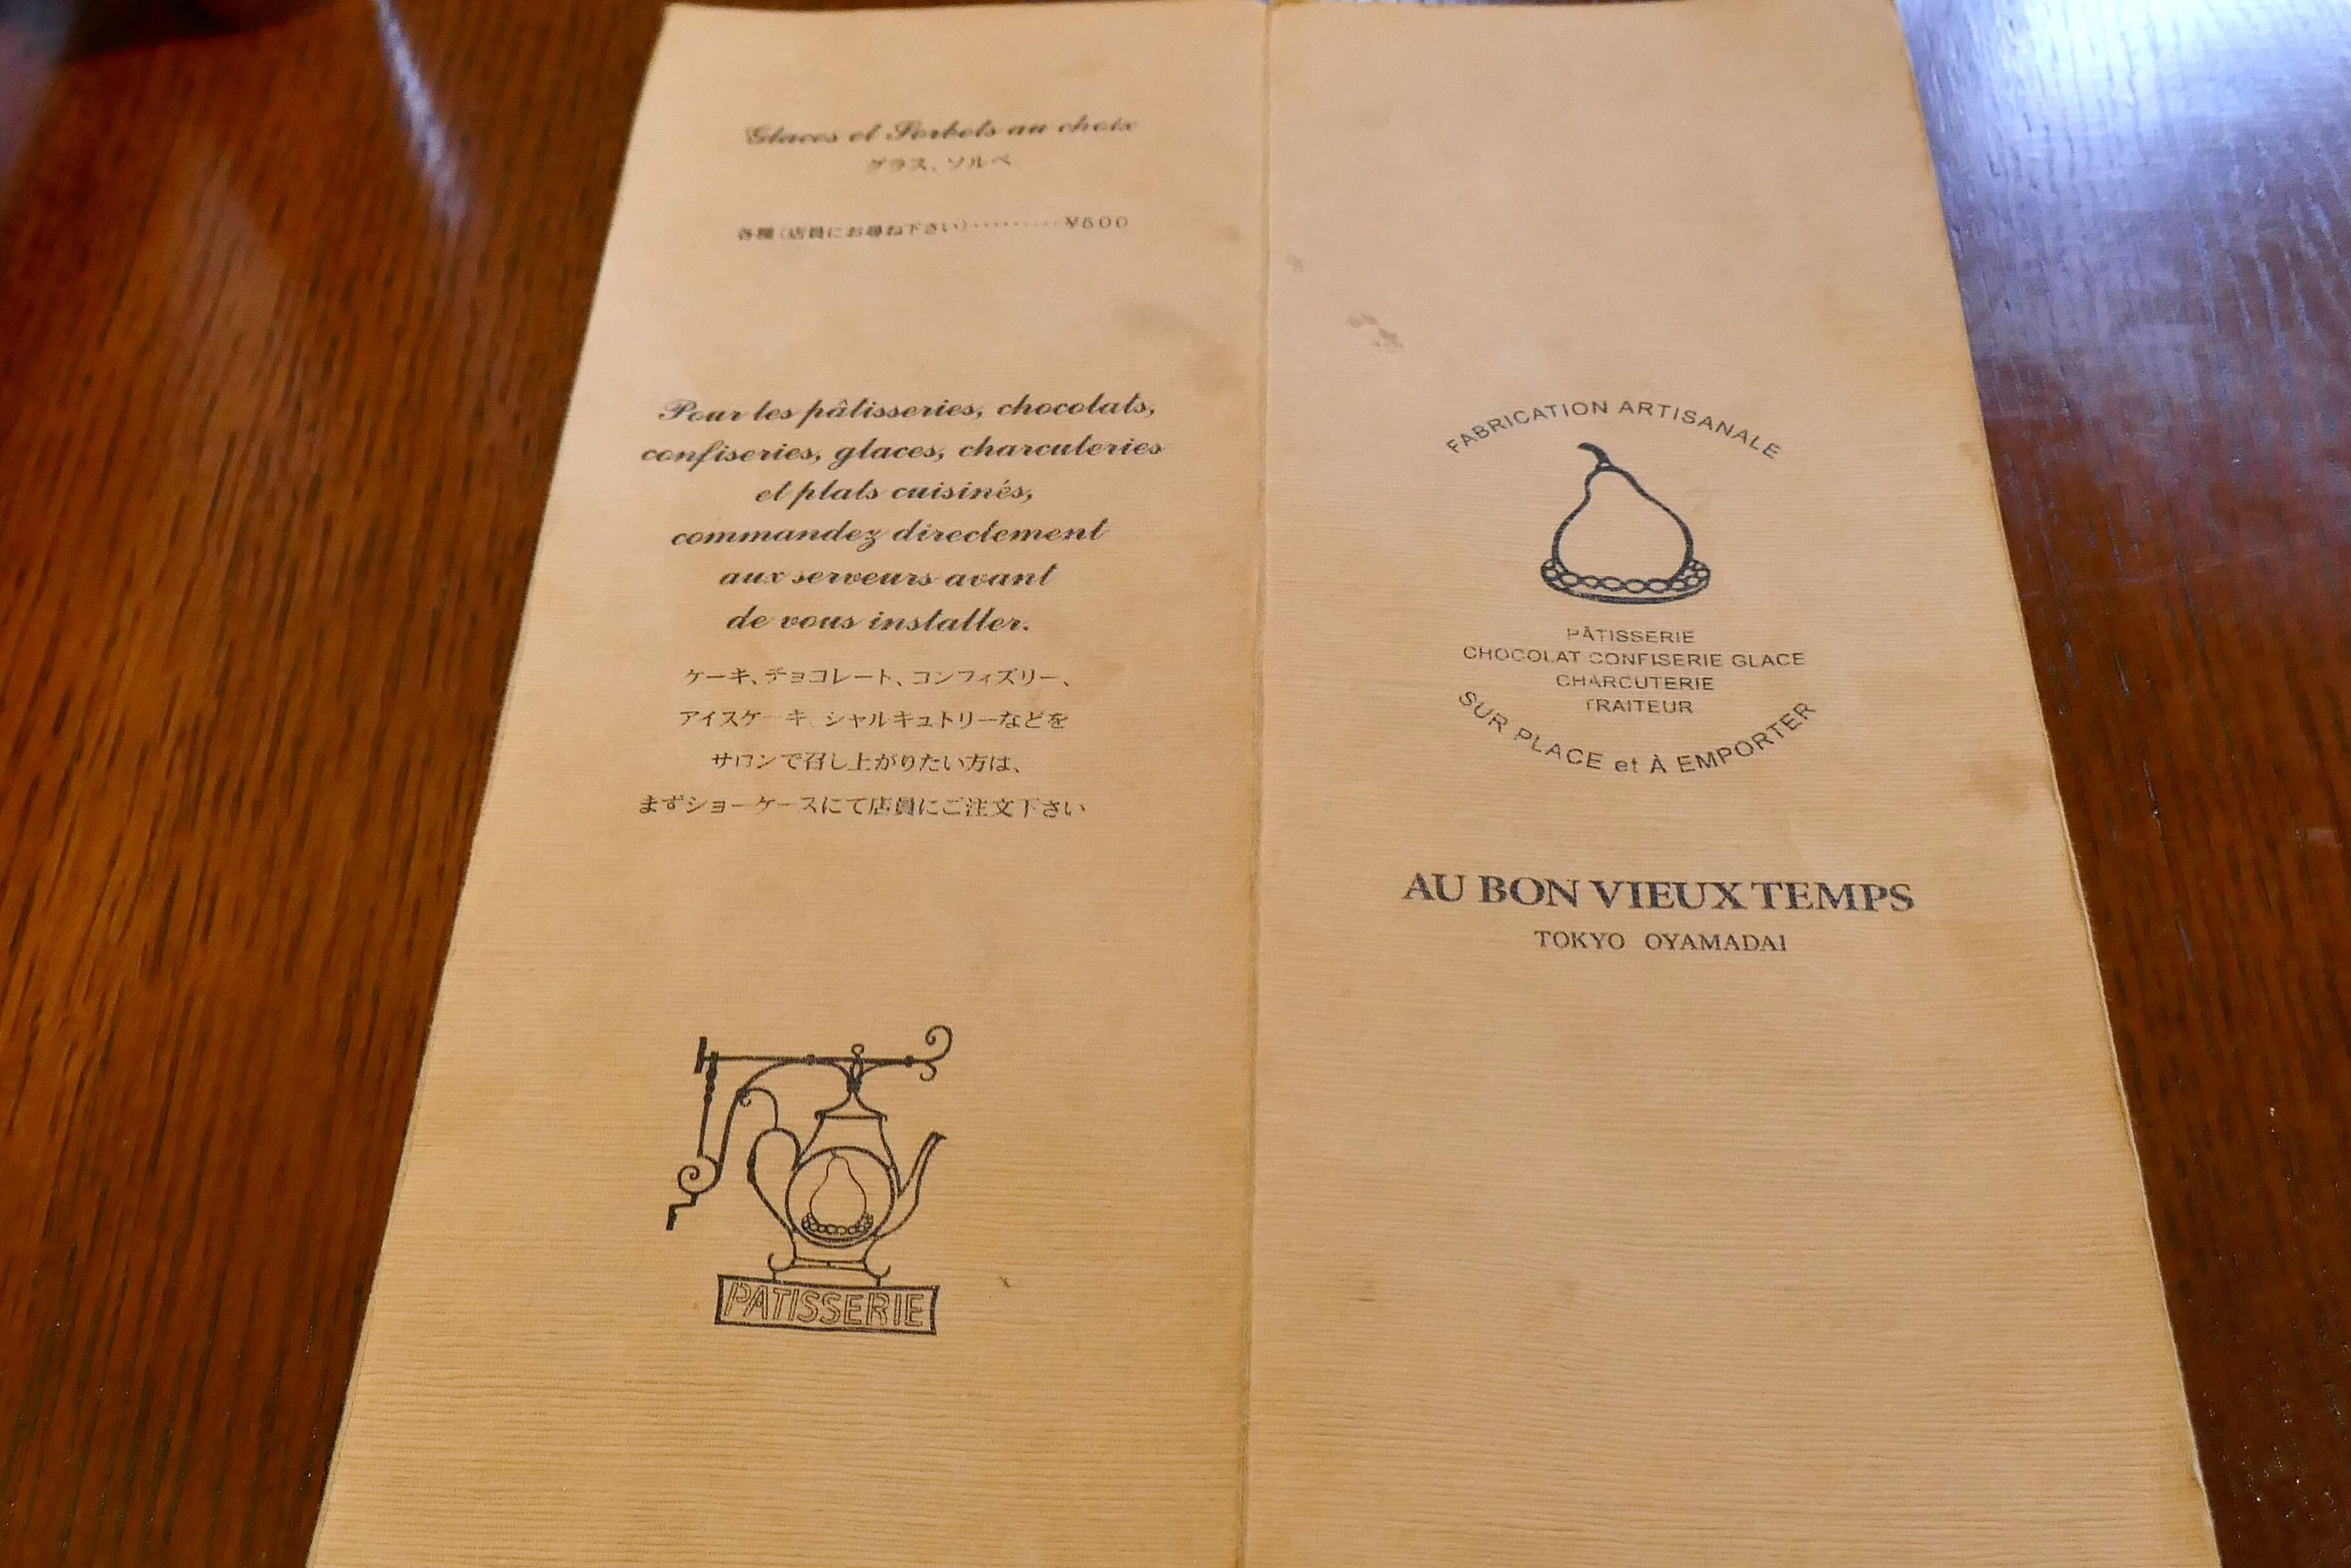 Glaces et Sorbets au choix
グラス、ソルベ
各種(店員にお尋ね下さい)·········¥500
Pour les pâtisseries, chocolats,
confiseries, glaces, charcuteries
et plats cuisinés,
commandez directement
aux serveurs avant
de vous installer.
ケーキ、チョコレート、コンフィズリー、
アイスケーキ、シャルキュトリーなどを
サロンで召し上がりたい方は、
まずショーケースにて店員にご注文下さい
PATISSERIE
FABRICATION ARTISANALE
PÂTISSERIE
CHOCOLAT CONFISERIE GLACE
CHARCUTERIE
TRAITEUR
SUR PLACE et À EMPORTER
AU BON VIEUX TEMPS
TOKYO OYAMADAI